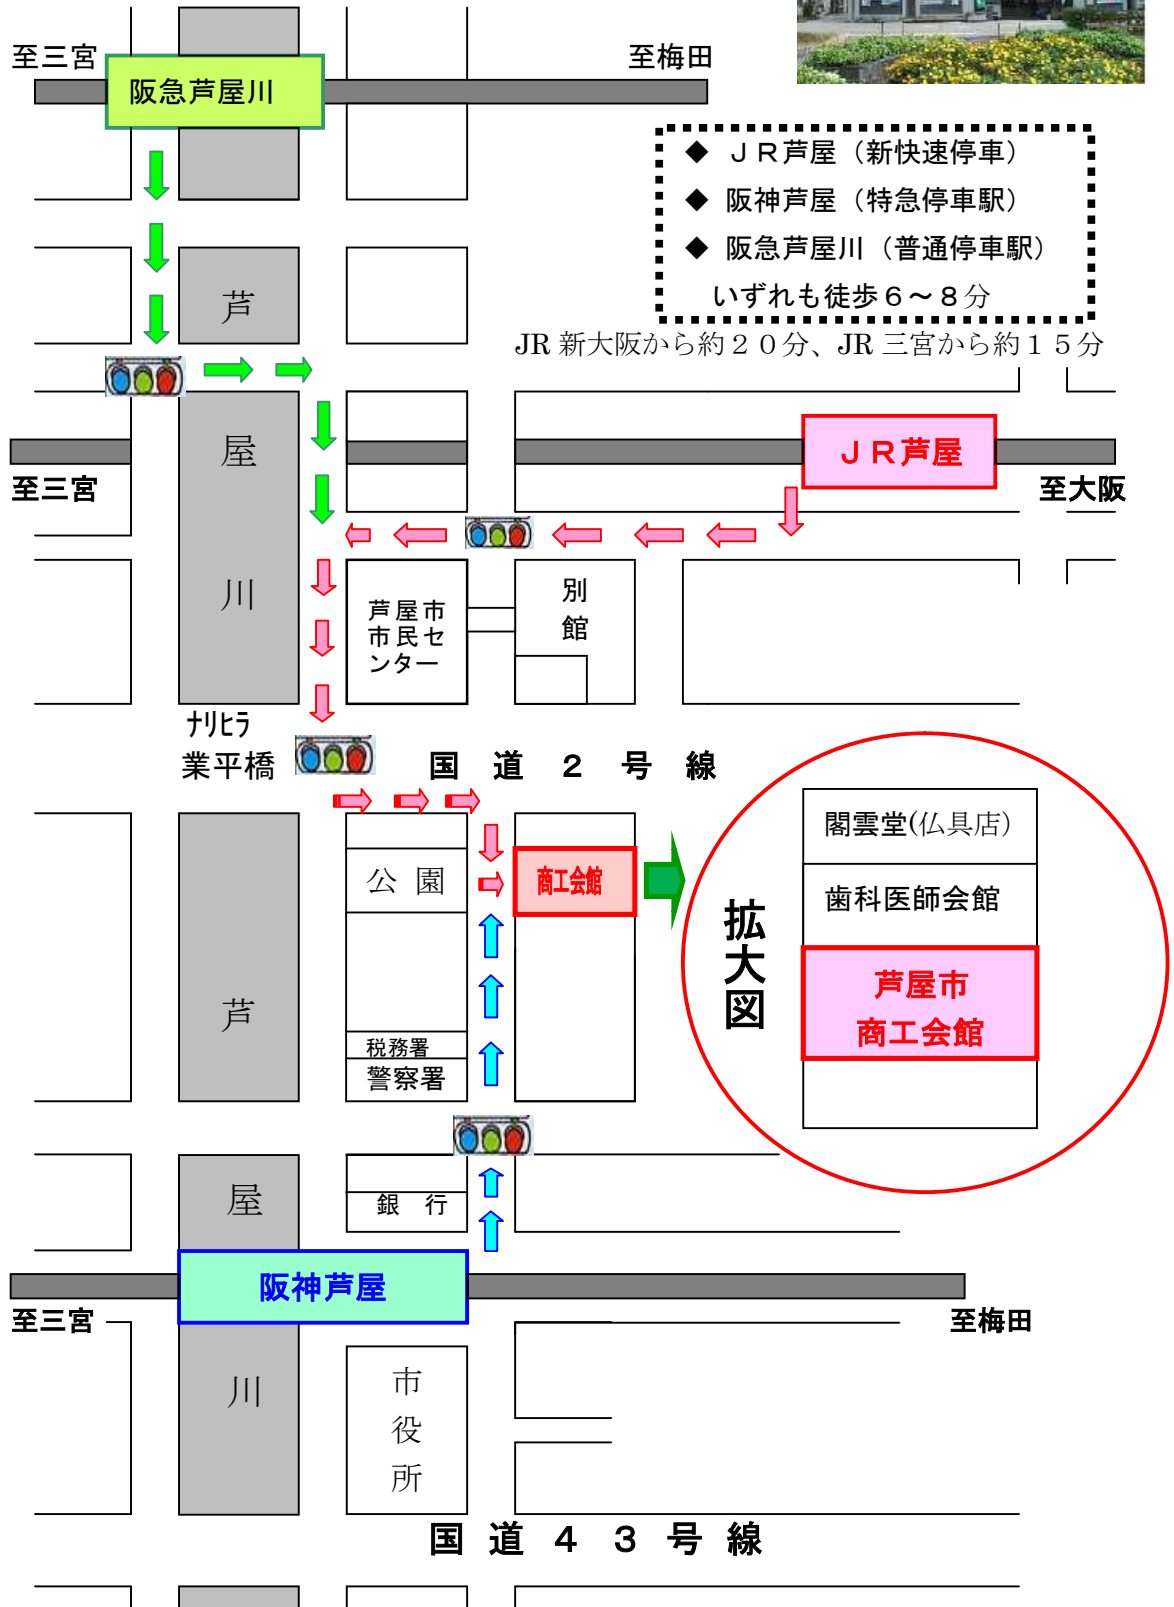 至三宮
至梅田
阪急芦屋川
◆ ＪＲ芦屋（新快速停車）
◆ 阪神芦屋（特急停車駅）
◆ 阪急芦屋川（普通停車駅）
いずれも徒歩６～８分
JR 新大阪から約２０分、JR 三宮から約１５分
芦
屋
川
ＪＲ芦屋
至三宮
至大阪
芦屋市
市民セ
ンター
別
館
ナリヒラ
業平橋
国道２号線
公園
商工会館
閣雲堂(仏具店)
歯科医師会館
芦屋市
商工会館
拡
大
図
芦
税務署
警察署
屋
銀行
阪神芦屋
至三宮
至梅田
川
市
役
所
国道４３号線